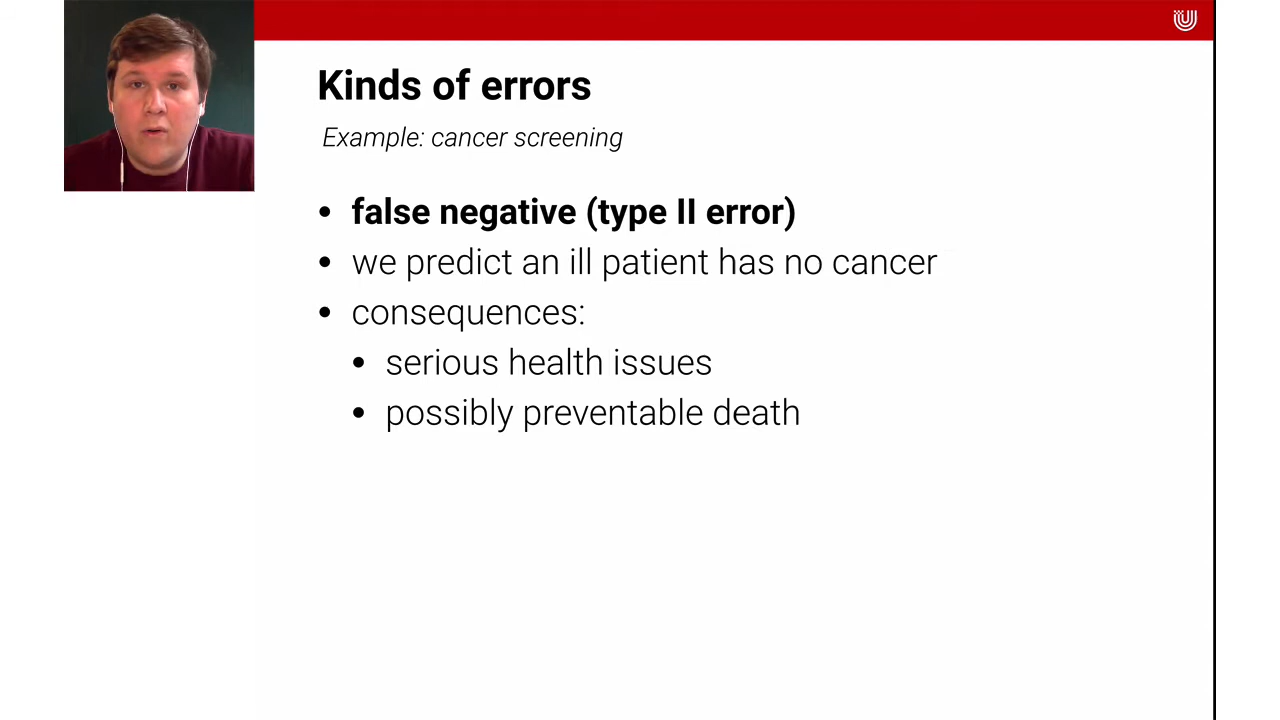 Kinds of errors
Example: cancer screening
• false negative (type II error)
• we predict an ill patient has no cancer
• consequences:
• serious health issues
• possibly preventable death